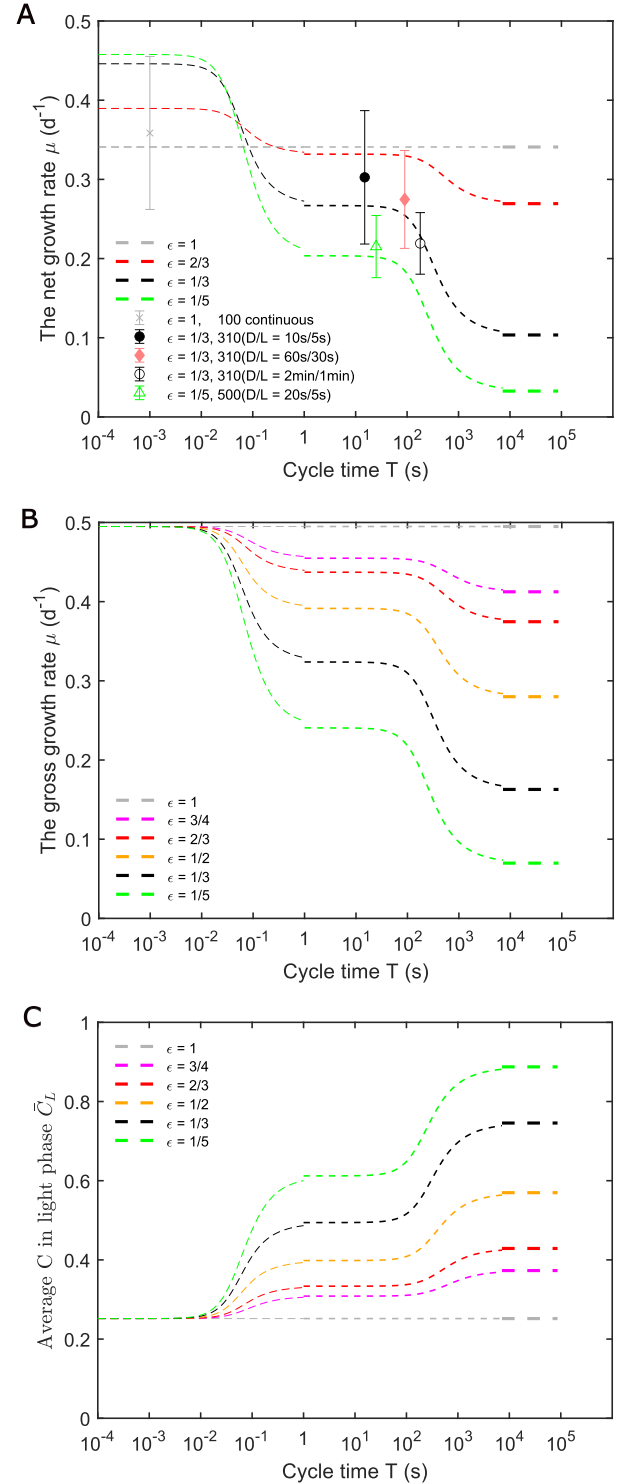 A
0.5
0.4
0.3
0.2
0.1
0
The net growth rate μ (d⁻¹)
ϵ = 1
ϵ = 2/3
ϵ = 1/3
ϵ = 1/5
ϵ = 1, 100 continuous
ϵ = 1/3, 310(D/L = 10s/5s)
ϵ = 1/3, 310(D/L = 60s/30s)
ϵ = 1/3, 310(D/L = 2min/1min)
ϵ = 1/5, 500(D/L = 20s/5s)
10⁻⁴ 10⁻³ 10⁻² 10⁻¹ 1 10¹ 10² 10³ 10⁴ 10⁵
Cycle time T (s)
B
0.5
0.4
0.3
0.2
0.1
0
The gross growth rate μ (d⁻¹)
ϵ = 1
ϵ = 3/4
ϵ = 2/3
ϵ = 1/2
ϵ = 1/3
ϵ = 1/5
10⁻⁴ 10⁻³ 10⁻² 10⁻¹ 1 10¹ 10² 10³ 10⁴ 10⁵
Cycle time T (s)
C
1
0.8
0.6
0.4
0.2
0
Average C in light phase C̄_L
ϵ = 1
ϵ = 3/4
ϵ = 2/3
ϵ = 1/2
ϵ = 1/3
ϵ = 1/5
10⁻⁴ 10⁻³ 10⁻² 10⁻¹ 1 10¹ 10² 10³ 10⁴ 10⁵
Cycle time T (s)